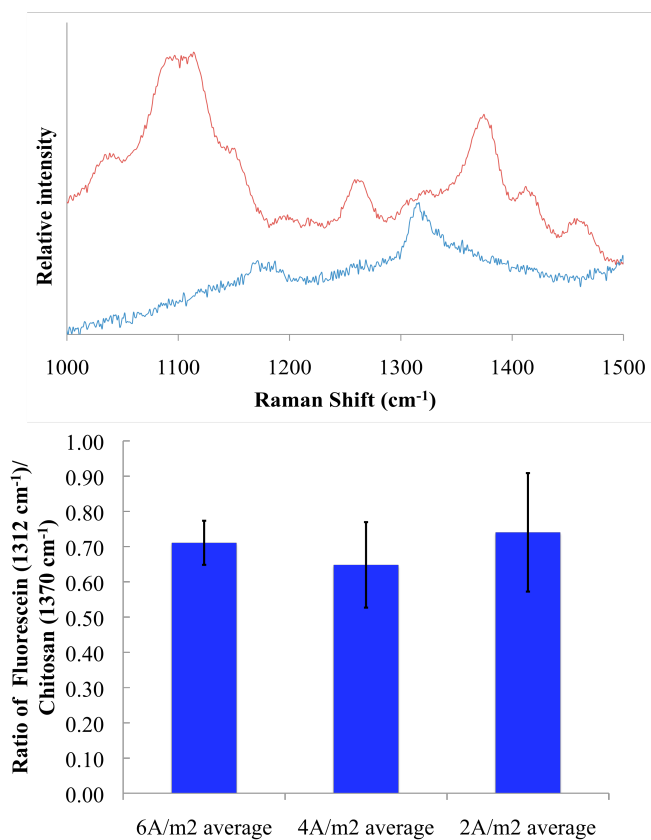 Relative intensity
1000 1100 1200 1300 1400 1500
Raman Shift (cm-1)
Ratio of Fluorescein (1312 cm-1)/
Chitosan (1370 cm-1)
1.00
0.90
0.80
0.70
0.60
0.50
0.40
0.30
0.20
0.10
0.00
6A/m2 average 4A/m2 average 2A/m2 average